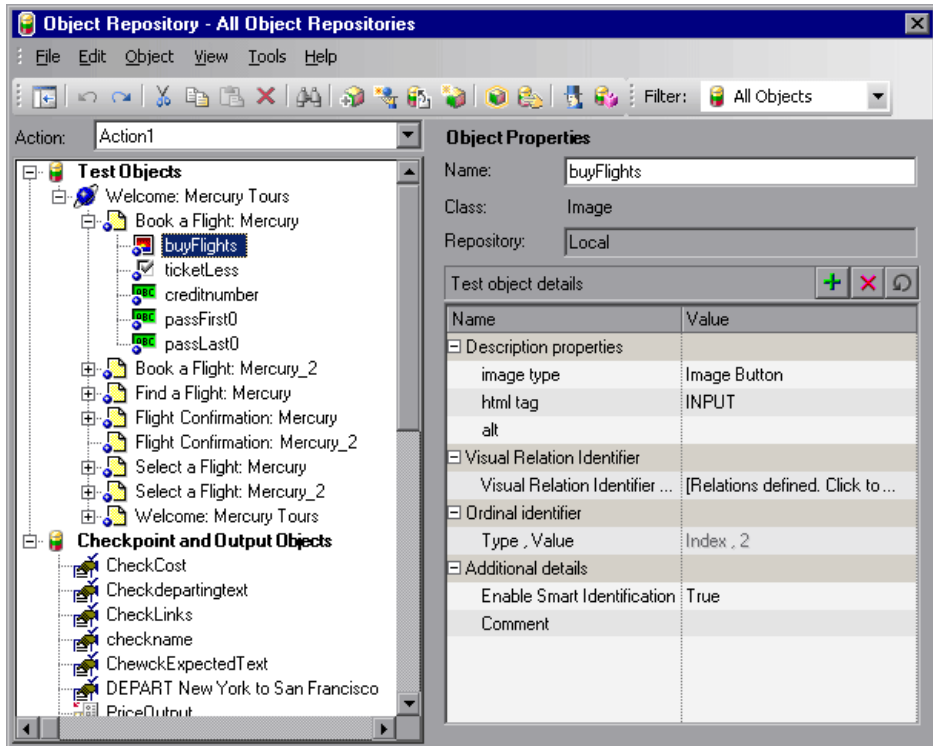 Object Repository - All Object Repositories
File Edit Object View Tools Help
Filter: All Objects
Action: Action1
Test Objects
Welcome: Mercury Tours
Book a Flight: Mercury
buyFlights
ticketLess
creditnumber
passFirst0
passLast0
Book a Flight: Mercury_2
Find a Flight: Mercury
Flight Confirmation: Mercury
Flight Confirmation: Mercury_2
Select a Flight: Mercury
Select a Flight: Mercury_2
Welcome: Mercury Tours
Checkpoint and Output Objects
CheckCost
Checkdepartingtext
CheckLinks
checkname
ChewckExpectedText
DEPART New York to San Francisco
PriceOutput
Object Properties
Name: buyFlights
Class: Image
Repository: Local
Test object details
Name Value
Description properties
image type Image Button
html tag INPUT
alt
Visual Relation Identifier
Visual Relation Identifier ... [Relations defined. Click to ...
Ordinal identifier
Type , Value Index , 2
Additional details
Enable Smart Identification True
Comment